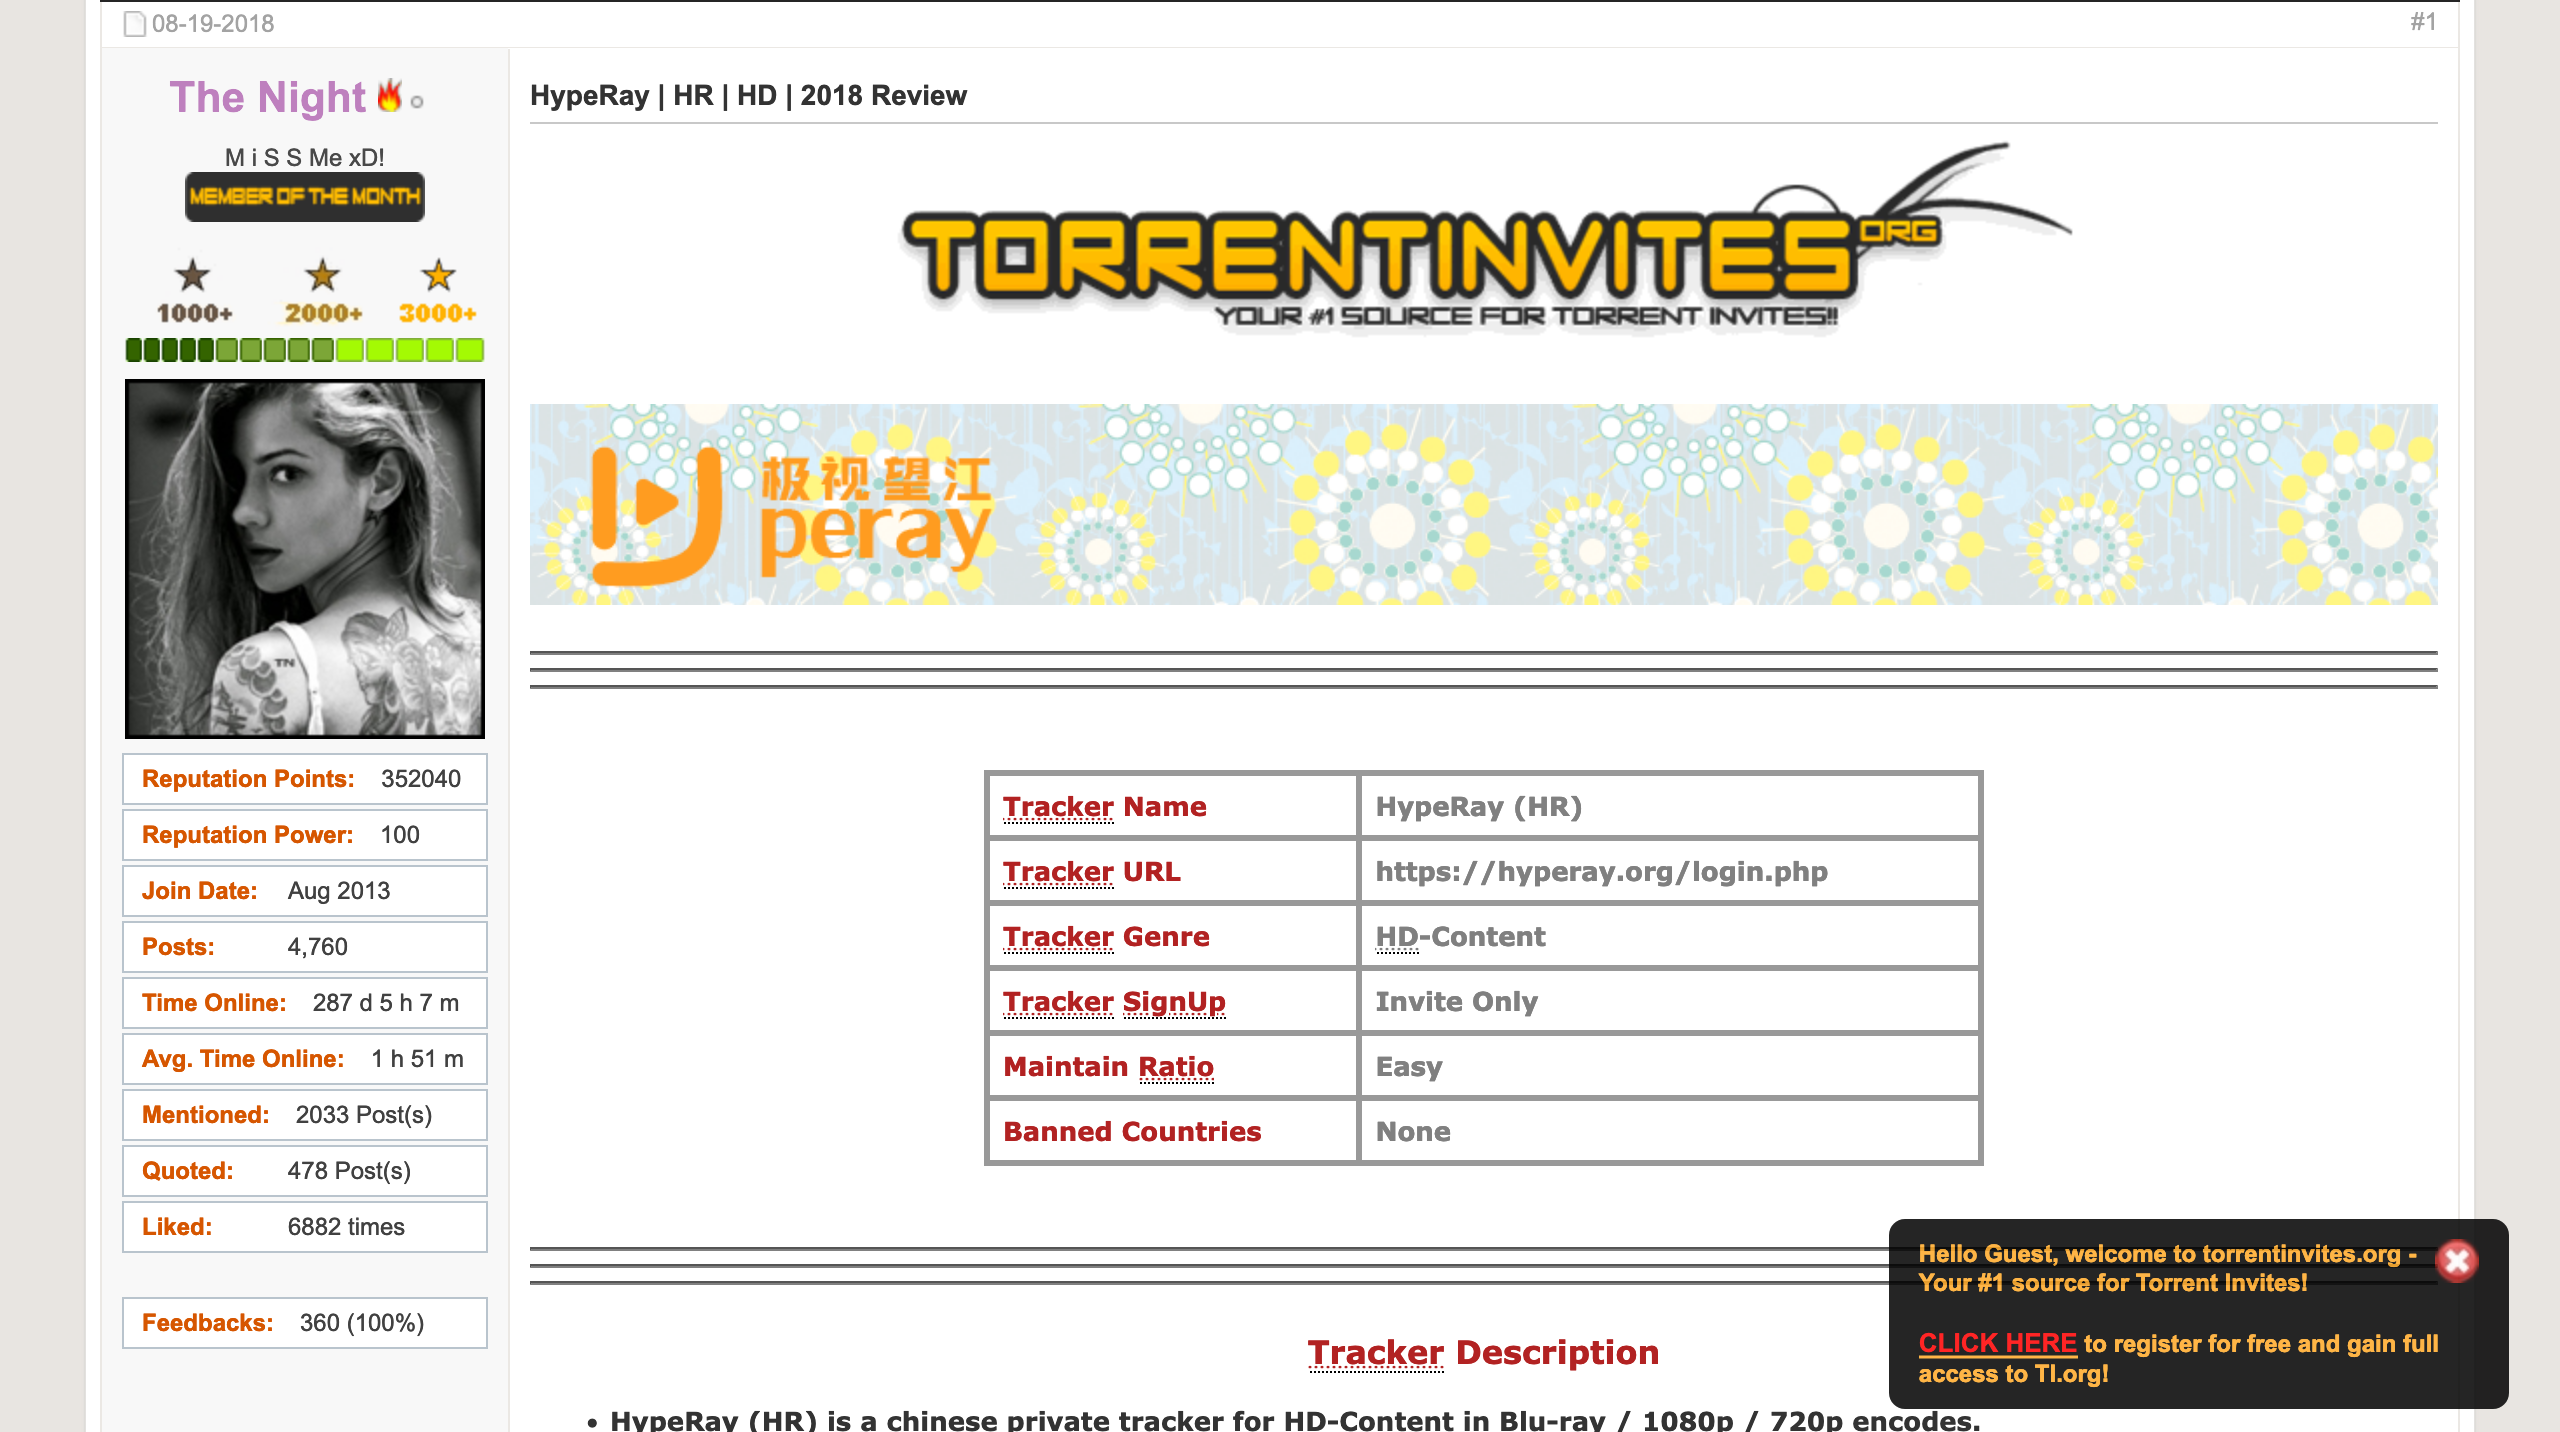 08-19-2018
#1
The Night
M i S S Me xD!
MEMBER OF THE MONTH
1000+ 2000+ 3000+
TN
Reputation Points: 352040
Reputation Power: 100
Join Date: Aug 2013
Posts: 4,760
Time Online: 287 d 5 h 7 m
Avg. Time Online: 1 h 51 m
Mentioned: 2033 Post(s)
Quoted: 478 Post(s)
Liked: 6882 times
Feedbacks: 360 (100%)
HypeRay | HR | HD | 2018 Review
TORRENTINVITES ORG
YOUR #1 SOURCE FOR TORRENT INVITES!!
极视望江
peray
Tracker Name HypeRay (HR)
Tracker URL https://hyperay.org/login.php
Tracker Genre HD-Content
Tracker SignUp Invite Only
Maintain Ratio Easy
Banned Countries None
Tracker Description
• HypeRay (HR) is a chinese private tracker for HD-Content in Blu-ray / 1080p / 720p encodes.
Hello Guest, welcome to torrentinvites.org -
Your #1 source for Torrent Invites!
CLICK HERE to register for free and gain full
access to TI.org!